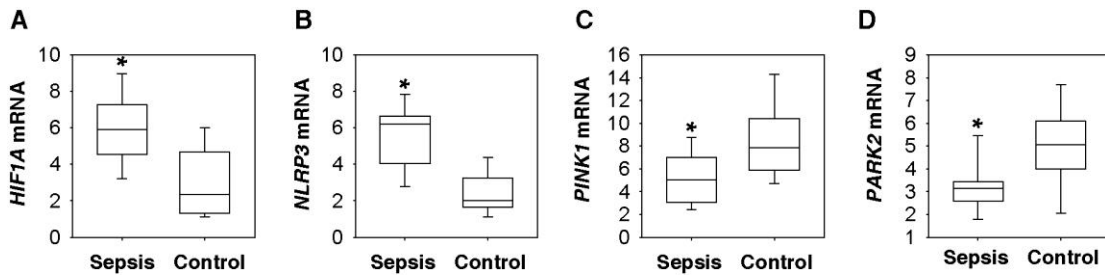 A
HIF1A mRNA
10
8
6
4
2
0
*
Sepsis Control
B
NLRP3 mRNA
10
8
6
4
2
0
*
Sepsis Control
C
PINK1 mRNA
16
14
12
10
8
6
4
2
0
*
Sepsis Control
D
PARK2 mRNA
9
8
7
6
5
4
3
2
1
*
Sepsis Control